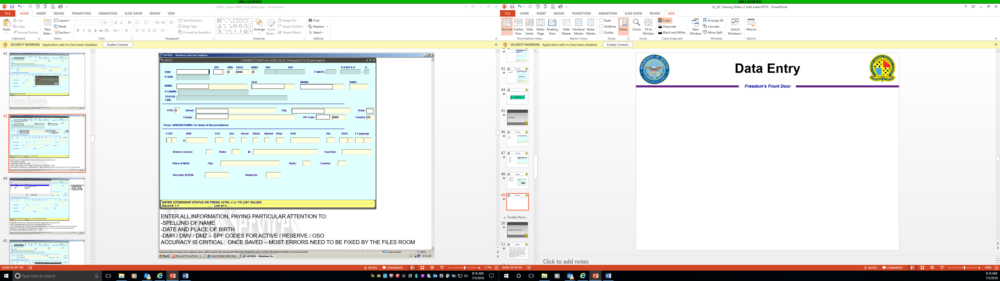 UNCLASSIFIED
USMC Liaison MIRS Trng Slides.pptx - PowerPoint
FILE HOME INSERT DESIGN TRANSITIONS ANIMATIONS SLIDE SHOW REVIEW VIEW
Paste
Cut
Copy
Format Painter
Clipboard
New Slide
Layout
Reset
Section
Slides
18
Font
Text Direction
Align Text
Convert to SmartArt
Paragraph
Arrange
Quick Styles
Shape Fill
Shape Outline
Shape Effects
Drawing
Find
Replace
Select
Editing
SECURITY WARNING Application add-ins have been disabled. Enable Content
42
43
44
45
USMIRS - Windows Internet Explorer
OP01 USMEPCOM Form 680-3A-E, Request For Examination
SPF PMS DAYS DMDC SSC SS# P A M D E H O
SSN: N 0000 N P-MEPS:
P-SSN:
First Middle Suffix
NAME:
P-LNAME:
STATUS LINE:
TYPE: B Street: City: State:
County: ZIP Code: 0000 Country: US
Press <ARROW DOWN> For Home of Record Address
CTZN ARN COC Sex Racial Ethnic Marital #Dep DOB Rel EDUC F Language
A
Drivers License: State: #: Exp Date:
Place of Birth: City: State: Country:
Recruiter ID/SSN: Station ID:
ENTER CITIZENSHIP STATUS OR PRESS <CTRL + L> TO LIST VALUES
Record: 1/1 ... List of V...
ENTER ALL INFORMATION, PAYING PARTICULAR ATTENTION TO:
-SPELLING OF NAME
-DATE AND PLACE OF BIRTH
-DMR / DMV / DMZ – SPF CODES FOR ACTIVE / RESERVE / OSO
ACCURACY IS CRITICAL: ONCE SAVED – MOST ERRORS NEED TO BE FIXED BY THE FILES ROOM
Local intranet 100%
Start Microsoft PowerPoint - [... Using Multiple Slide Mast... USMIRS - Windows In... 9:31 AM
SLIDE 43 OF 103 NOTES COMMENTS 111%
Type here to search
8:16 AM
7/5/2018
UNCLASSIFIED
SL_GC Training Slides v1 with notes.PPTX - PowerPoint
FILE HOME INSERT DESIGN TRANSITIONS ANIMATIONS SLIDE SHOW REVIEW VIEW
Normal
Outline View
Slide Sorter
Notes Page
Reading View
Presentation Views
Slide Master
Handout Master
Notes Master
Master Views
Ruler
Gridlines
Guides
Show
Notes
Zoom
Fit to Window
Zoom
Color
Grayscale
Black and White
Color/Grayscale
New Window
Arrange All
Cascade
Move Split
Switch Windows
Window
Macros
Macros
SECURITY WARNING Application add-ins have been disabled. Enable Content
43
44
45
46
47
48
49
Quality Revie...
50
51
Data Entry
Freedom's Front Door
DEPARTMENT OF DEFENSE
UNITED STATES OF AMERICA
Click to add notes
SLIDE 49 OF 84 NOTES COMMENTS 106%
8:16 AM
7/5/2018